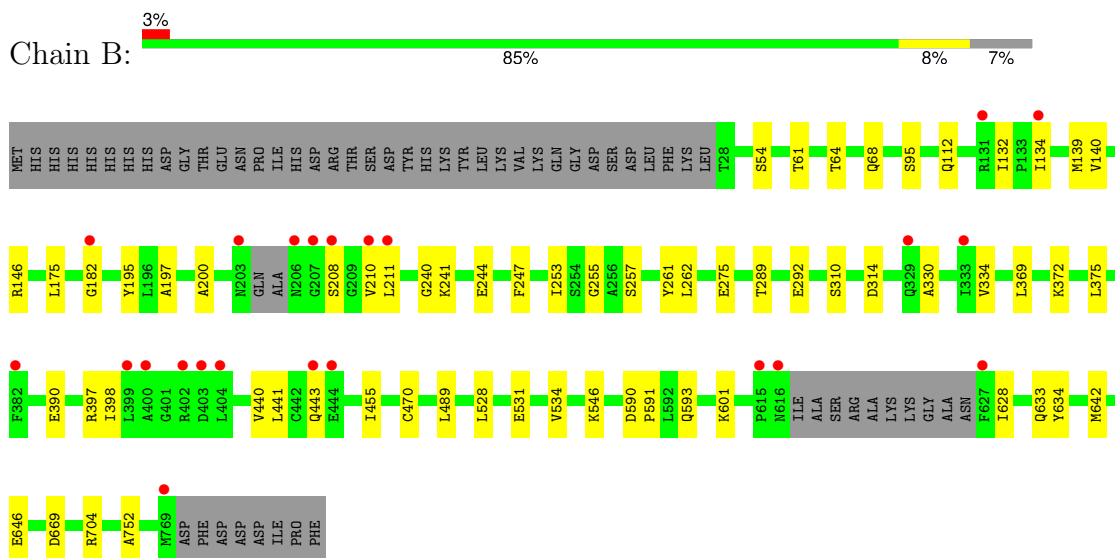 3%
Chain B:
85% 8% 7%
MET HIS HIS HIS HIS HIS HIS HIS ASP GLY THR GLU ASN PRO ILE HIS ASP ARG THR SER ASP TYR HIS LYS TYR LEU LYS VAL LYS GLN GLY ASP SER ASP LEU PHE LYS LEU T28 S54 T61 T64 Q68 S95 Q112 R131 I132 P133 I134 M139 V140
R146 L175 G182 Y195 L196 A197 A200 N203 GLN ALA N206 G207 S208 G209 V210 L211 G240 K241 E244 F247 I253 S254 G255 A256 S257 Y261 L262 E275 T289 E292 S310 D314 Q329 A330 I333 V334 L369 K372 L375
F382 E390 R397 I398 L399 A400 G401 R402 D403 L404 V440 L441 C442 Q443 E444 I455 C470 L489 L528 E531 V534 K546 D590 P591 L592 Q593 K601 P615 N616 ILE ALA SER ARG ALA LYS LYS GLY ALA ASN F627 I628 Q633 Y634 M642
E646 D669 R704 A752 M769 ASP PHE ASP ASP ASP ILE PRO PHE